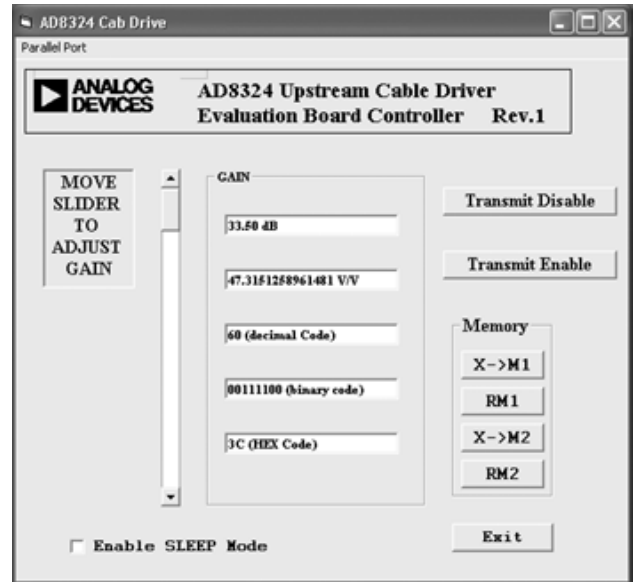 AD8324 Cab Drive
Parallel Port
ANALOG
DEVICES
AD8324 Upstream Cable Driver
Evaluation Board Controller Rev.1
MOVE
SLIDER
TO
ADJUST
GAIN
GAIN
33.50 dB
47.3151258961481 V/V
60 (decimal Code)
00111100 (binary code)
3C (HEX Code)
Transmit Disable
Transmit Enable
Memory
X->M1
RM1
X->M2
RM2
Enable SLEEP Mode
Exit